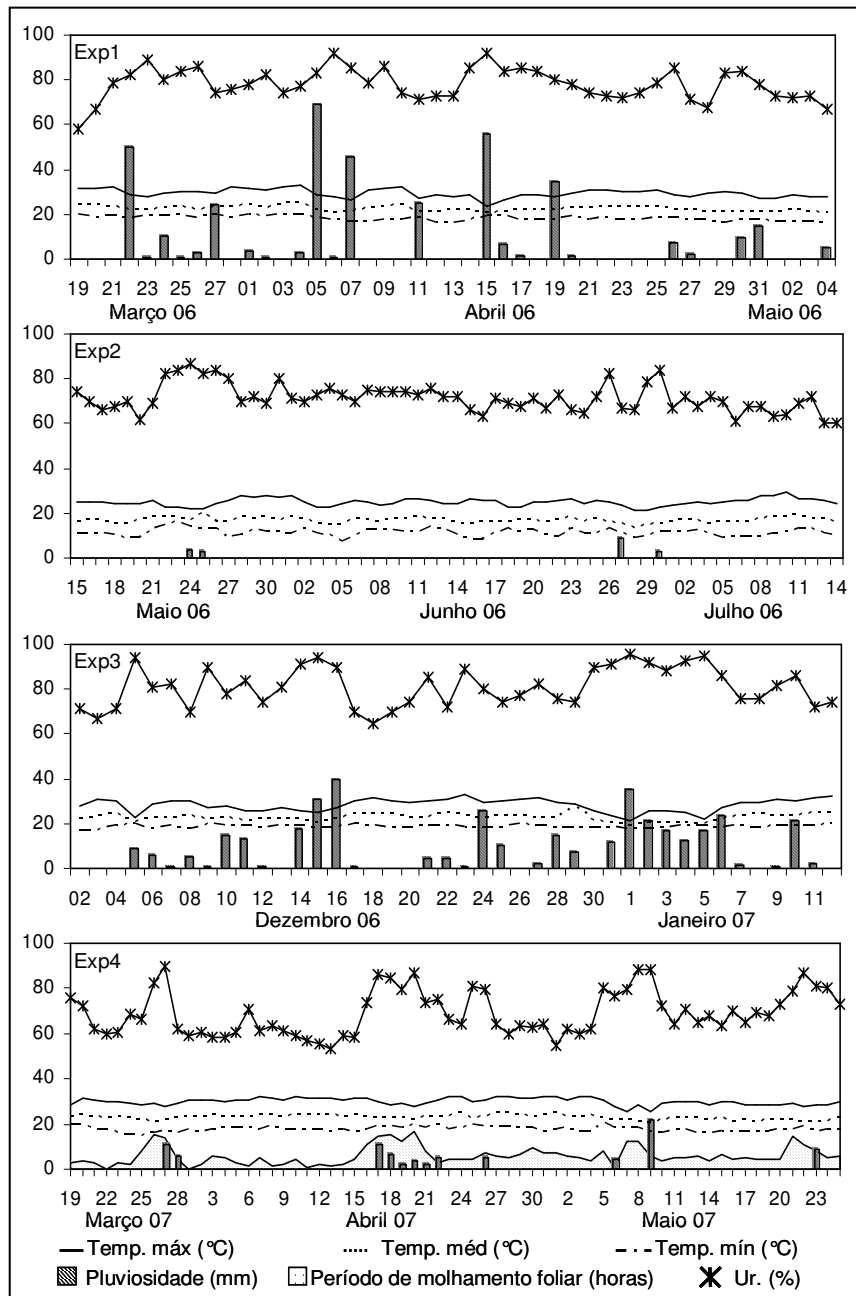 100
80
60
40
20
0
Exp1
19 21 23 25 27 01 03 05 07 09 11 13 15 17 19 21 23 25 28 30 02 04
Março 06 Abril 06 Maio 06
100
80
60
40
20
0
Exp2
15 18 21 24 27 30 02 05 08 11 14 17 20 23 26 29 02 05 08 11 14
Maio 06 Junho 06 Julho 06
100
80
60
40
20
0
Exp3
02 04 06 08 10 12 14 16 18 20 22 24 26 28 30 1 3 5 7 9 11
Dezembro 06 Janeiro 07
100
80
60
40
20
0
Exp4
19 22 25 28 3 6 9 12 15 18 21 24 27 30 2 5 8 11 14 17 20 23
Março 07 Abril 07 Maio 07
Temp. máx (°C) Temp. méd (°C) Temp. mín (°C)
Pluviosidade (mm) Período de molhamento foliar (horas) Ur. (%)